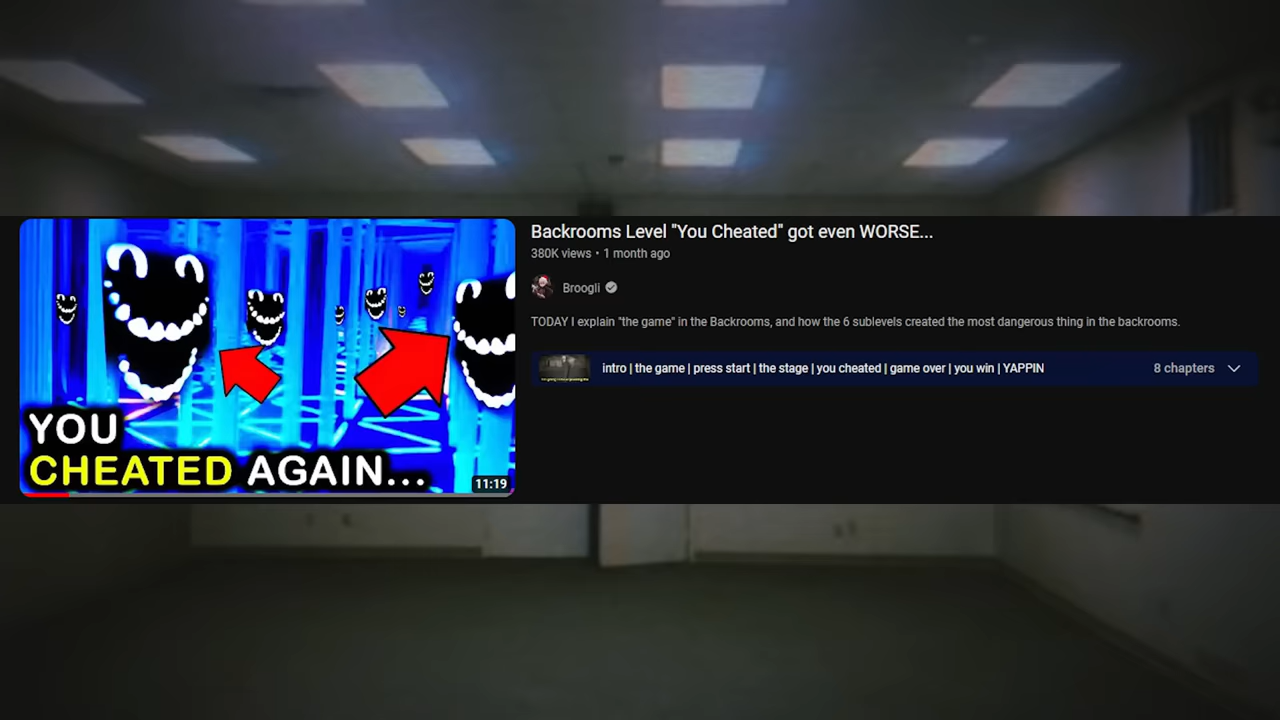 YOU
CHEATED AGAIN...
11:19
Backrooms Level "You Cheated" got even WORSE...
380K views • 1 month ago
Broogli
TODAY I explain "the game" in the Backrooms, and how the 6 sublevels created the most dangerous thing in the backrooms.
intro | the game | press start | the stage | you cheated | game over | you win | YAPPIN
8 chapters